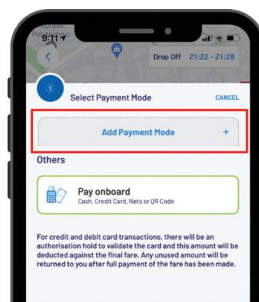 9:11
Drop Off 21:22 - 21:28
Select Payment Mode CANCEL
Add Payment Mode +
Others
Pay onboard
Cash, Credit Card, Nets or QR Code
For credit and debit card transactions, there will be an
authorisation hold to validate the card and this amount will be
deducted against the final fare. Any unused amount will be
returned to you after full payment of the fare has been made.